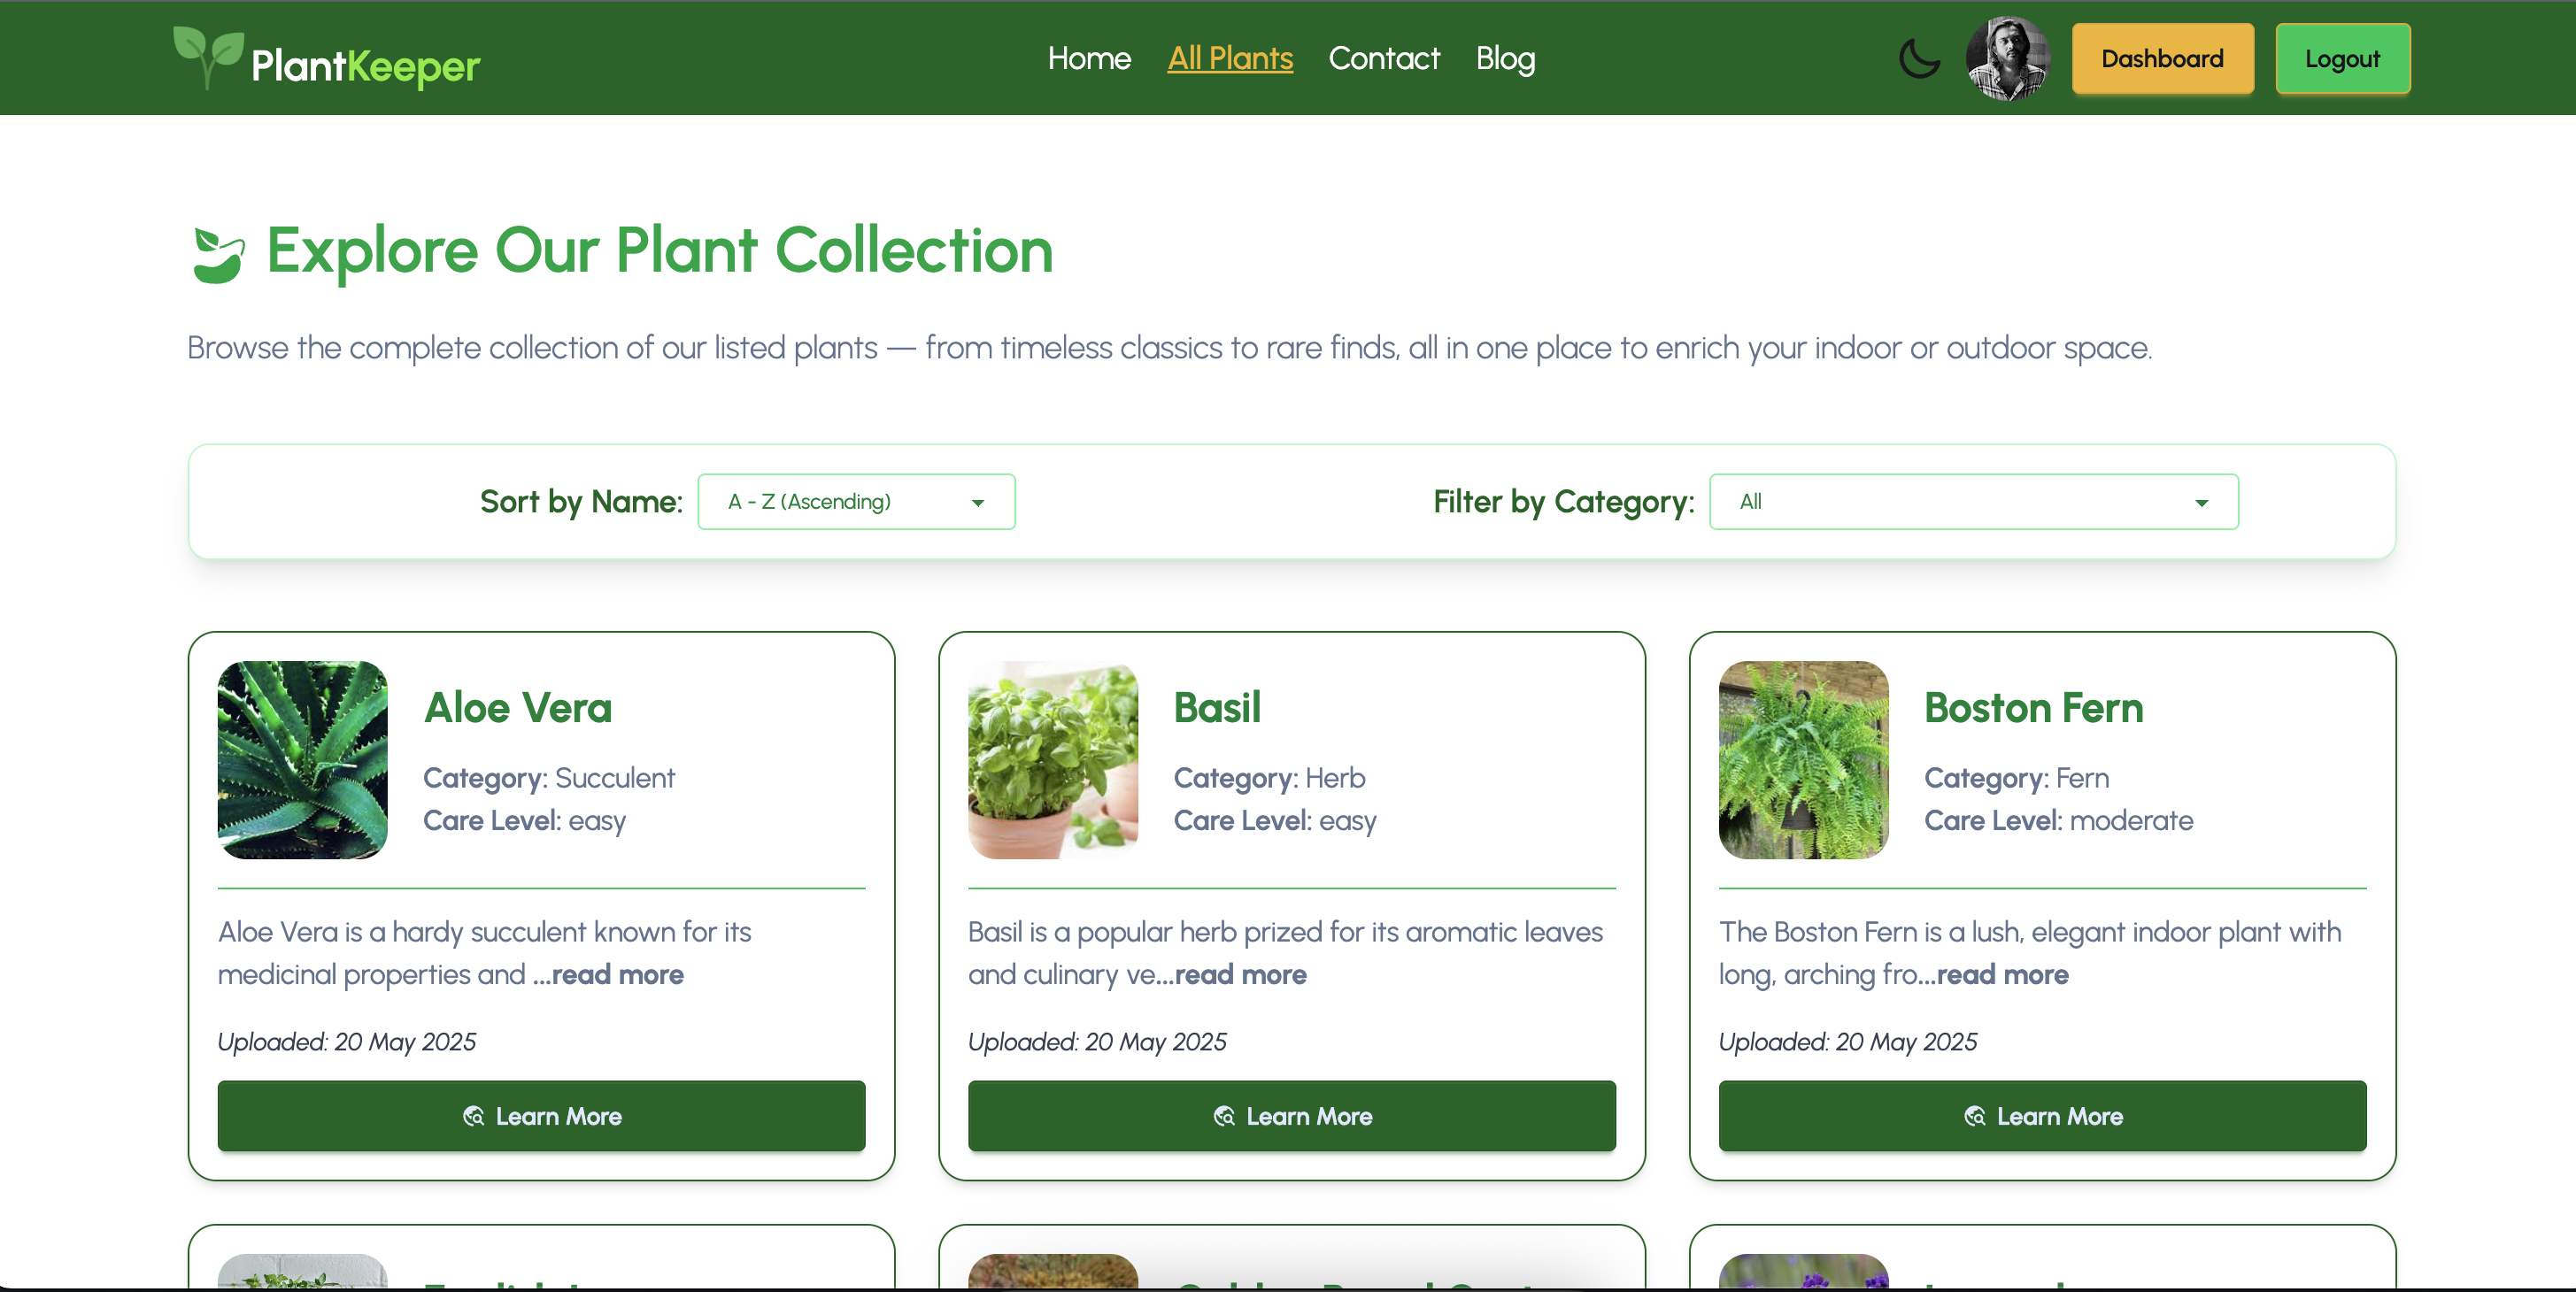 PlantKeeper
Home All Plants Contact Blog
Dashboard
Logout
Explore Our Plant Collection
Browse the complete collection of our listed plants — from timeless classics to rare finds, all in one place to enrich your indoor or outdoor space.
Sort by Name: A - Z (Ascending)
Filter by Category: All
Aloe Vera
Category: Succulent
Care Level: easy
Aloe Vera is a hardy succulent known for its
medicinal properties and ...read more
Uploaded: 20 May 2025
Learn More
Basil
Category: Herb
Care Level: easy
Basil is a popular herb prized for its aromatic leaves
and culinary ve...read more
Uploaded: 20 May 2025
Learn More
Boston Fern
Category: Fern
Care Level: moderate
The Boston Fern is a lush, elegant indoor plant with
long, arching fro...read more
Uploaded: 20 May 2025
Learn More